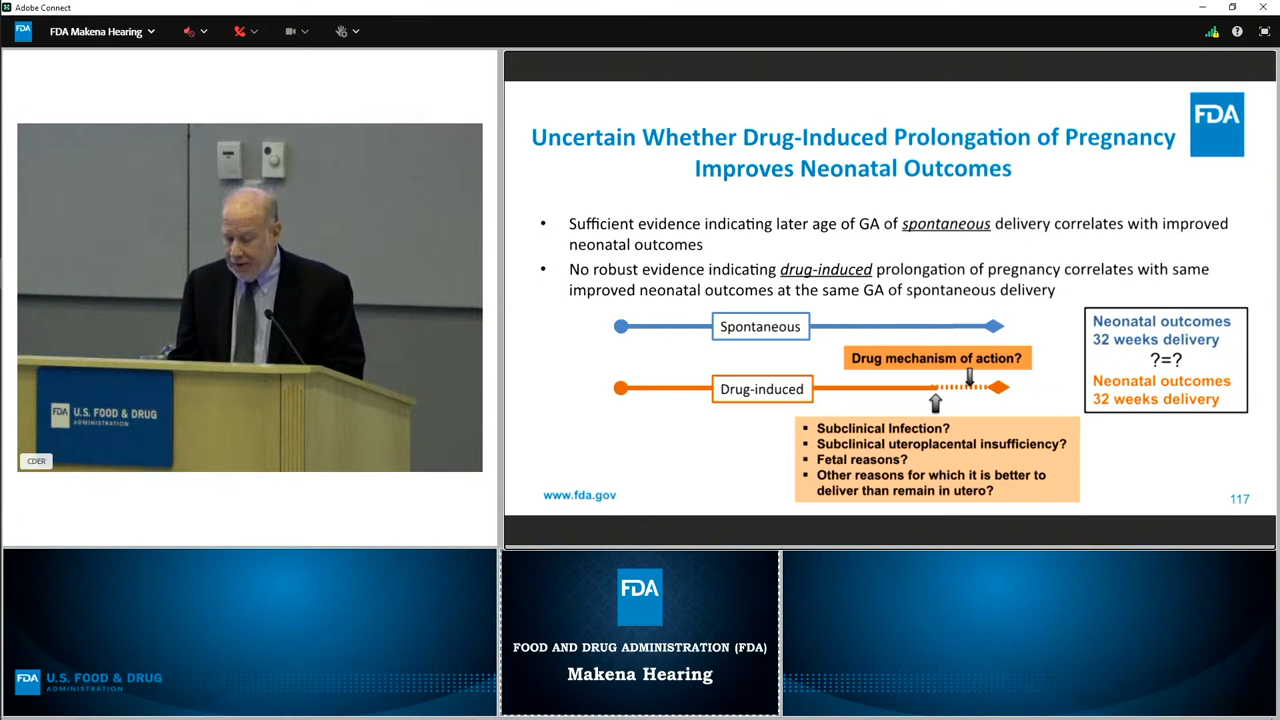 Adobe Connect
FDA
FDA Makena Hearing
FDA
Uncertain Whether Drug-Induced Prolongation of Pregnancy
Improves Neonatal Outcomes
• Sufficient evidence indicating later age of GA of spontaneous delivery correlates with improved
neonatal outcomes
• No robust evidence indicating drug-induced prolongation of pregnancy correlates with same
improved neonatal outcomes at the same GA of spontaneous delivery
Spontaneous
Drug mechanism of action?
Drug-induced
▪ Subclinical Infection?
▪ Subclinical uteroplacental insufficiency?
▪ Fetal reasons?
▪ Other reasons for which it is better to
deliver than remain in utero?
Neonatal outcomes
32 weeks delivery
?=?
Neonatal outcomes
32 weeks delivery
www.fda.gov
117
FDA U.S. FOOD & DRUG
ADMINISTRATION
CDER
FDA U.S. FOOD & DRUG
ADMINISTRATION
FDA
FOOD AND DRUG ADMINISTRATION (FDA)
Makena Hearing